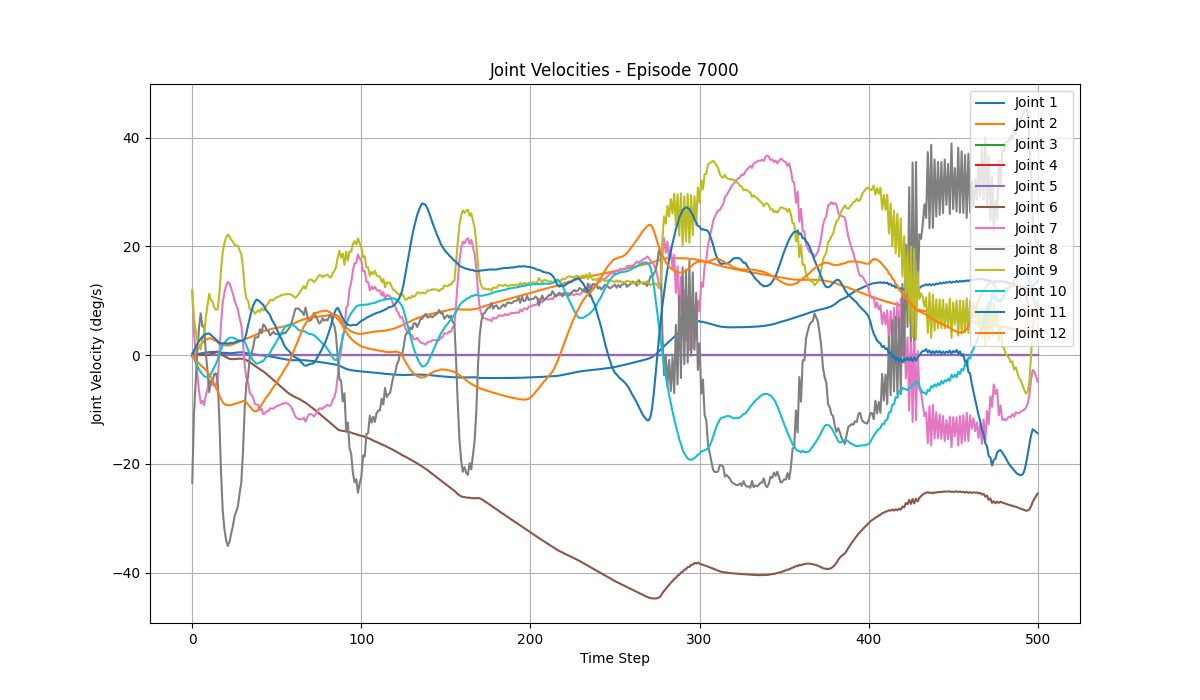 Joint Velocities - Episode 7000
Joint Velocity (deg/s)
40
20
0
−20
−40
0 100 200 300 400 500
Time Step
Joint 1
Joint 2
Joint 3
Joint 4
Joint 5
Joint 6
Joint 7
Joint 8
Joint 9
Joint 10
Joint 11
Joint 12